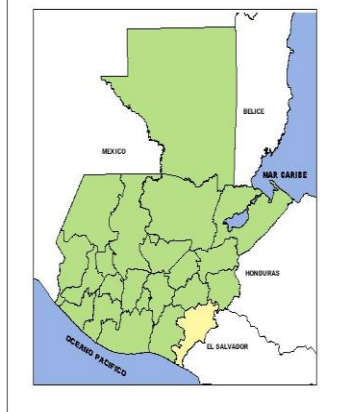 BELICE
MEXICO
MAR CARIBE
HONDURAS
EL SALVADOR
OCEANO PACIFICO